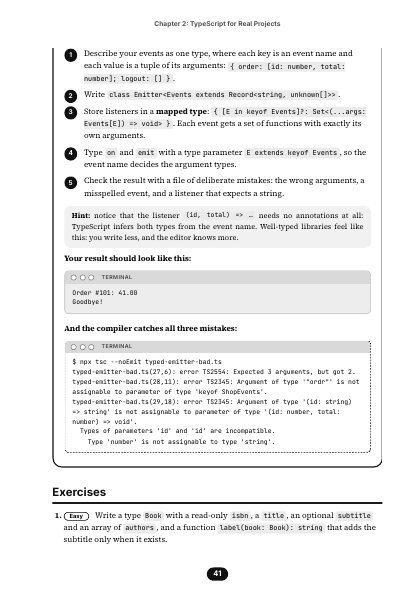 Chapter 2: TypeScript for Real Projects
1 Describe your events as one type, where each key is an event name and
each value is a tuple of its arguments: { order: [id: number, total:
number]; logout: [] } .
2 Write class Emitter<Events extends Record<string, unknown[]>> .
3 Store listeners in a mapped type: { [E in keyof Events]?: Set<(...args:
Events[E]) => void> } . Each event gets a set of functions with exactly its
own arguments.
4 Type on and emit with a type parameter E extends keyof Events , so the
event name decides the argument types.
5 Check the result with a file of deliberate mistakes: the wrong arguments, a
misspelled event, and a listener that expects a string.
Hint: notice that the listener (id, total) => … needs no annotations at all:
TypeScript infers both types from the event name. Well-typed libraries feel like
this: you write less, and the editor knows more.
Your result should look like this:
TERMINAL
Order #101: 41.00
Goodbye!
And the compiler catches all three mistakes:
TERMINAL
$ npx tsc --noEmit typed-emitter-bad.ts
typed-emitter-bad.ts(27,6): error TS2554: Expected 3 arguments, but got 2.
typed-emitter-bad.ts(28,11): error TS2345: Argument of type '"ordr"' is not
assignable to parameter of type 'keyof ShopEvents'.
typed-emitter-bad.ts(29,18): error TS2345: Argument of type '(id: string)
=> string' is not assignable to parameter of type '(id: number, total:
number) => void'.
Types of parameters 'id' and 'id' are incompatible.
Type 'number' is not assignable to type 'string'.
Exercises
1. Easy Write a type Book with a read-only isbn , a title , an optional subtitle
and an array of authors , and a function label(book: Book): string that adds the
subtitle only when it exists.
41